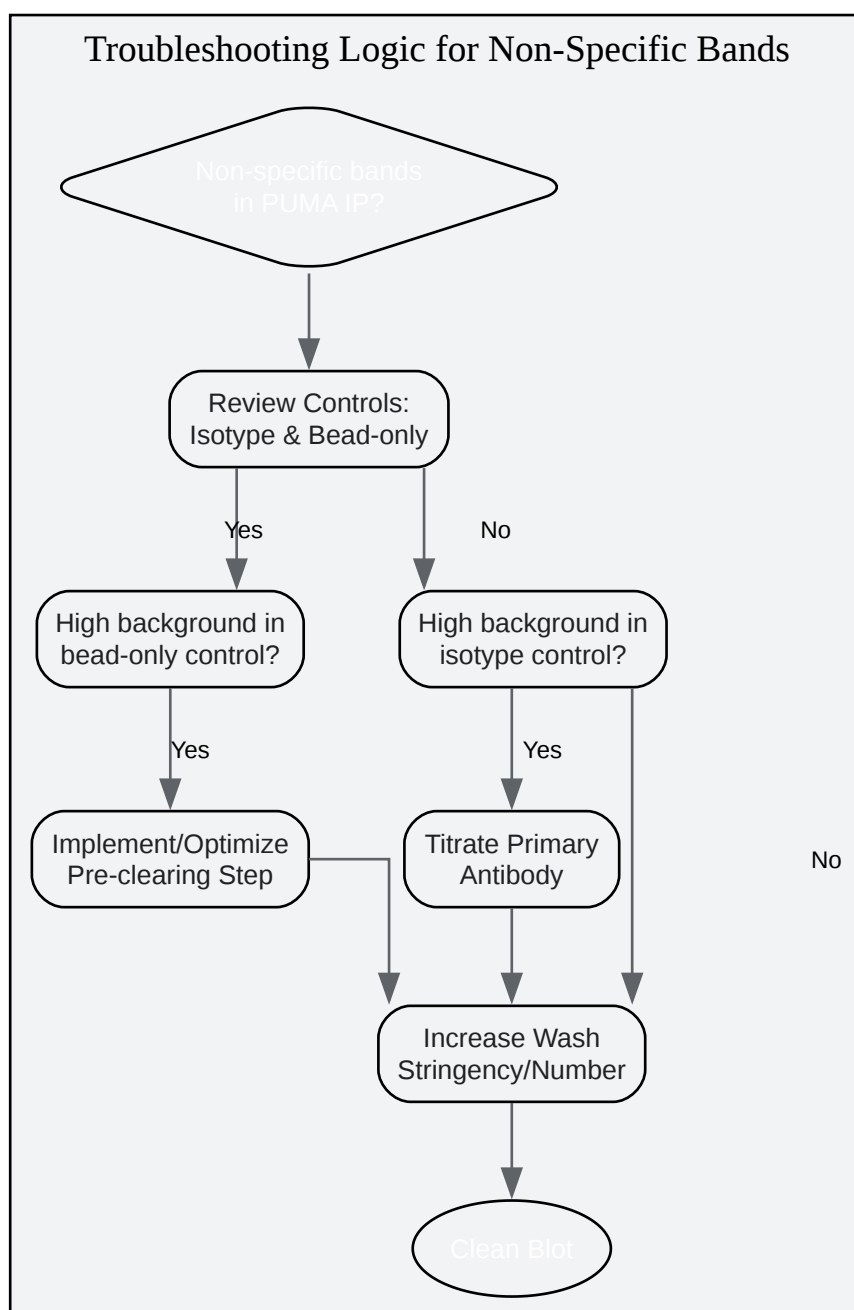 Troubleshooting Logic for Non-Specific Bands
Non-specific bands
in PUMA IP?
Review Controls:
Isotype & Bead-only
Yes
No
High background in
bead-only control?
High background in
isotype control?
Yes
Yes
No
Implement/Optimize
Pre-clearing Step
Titrate Primary
Antibody
Increase Wash
Stringency/Number
Clean Blot